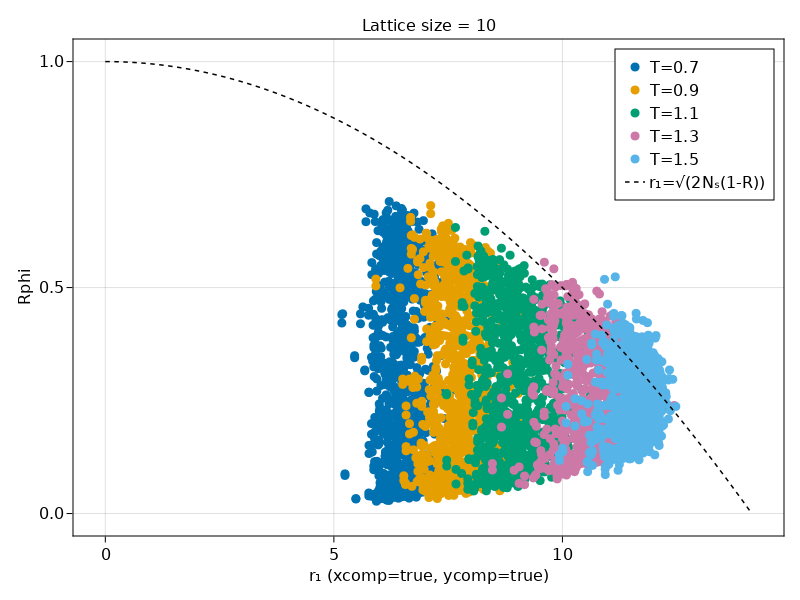 Lattice size = 10
1.0
0.5
0.0
Rphi
T=0.7
T=0.9
T=1.1
T=1.3
T=1.5
r₁=√(2Nₛ(1-R))
0
5
10
r₁ (xcomp=true, ycomp=true)